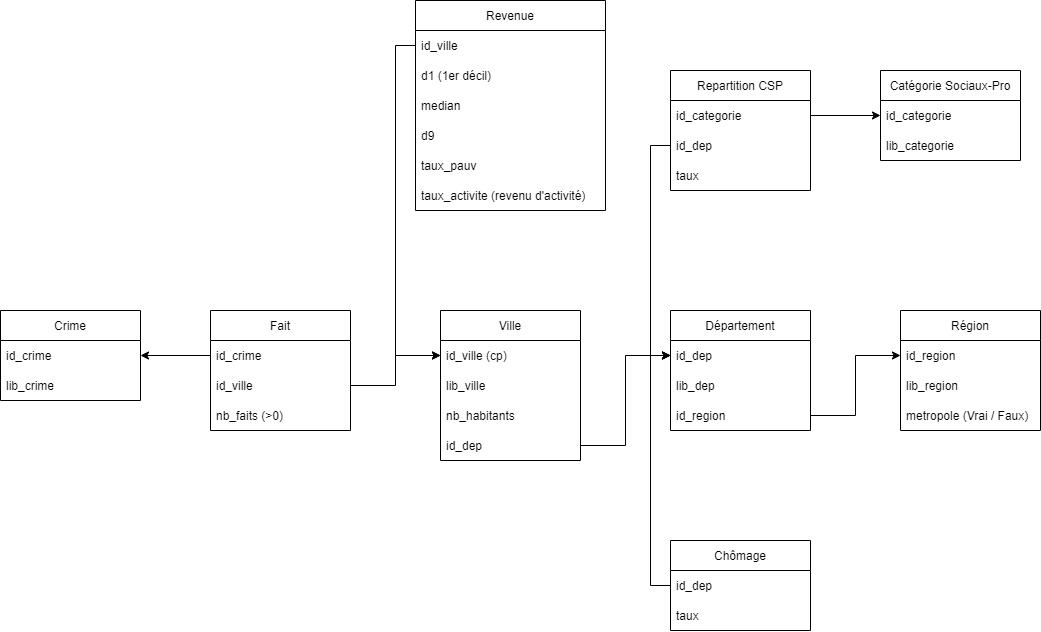 Revenue
id_ville
d1 (1er décil)
median
d9
taux_pauv
taux_activite (revenu d'activité)
Repartition CSP
id_categorie
id_dep
taux
Catégorie Sociaux-Pro
id_categorie
lib_categorie
Crime
id_crime
lib_crime
Fait
id_crime
id_ville
nb_faits (>0)
Ville
id_ville (cp)
lib_ville
nb_habitants
id_dep
Département
id_dep
lib_dep
id_region
Région
id_region
lib_region
metropole (Vrai / Faux)
Chômage
id_dep
taux